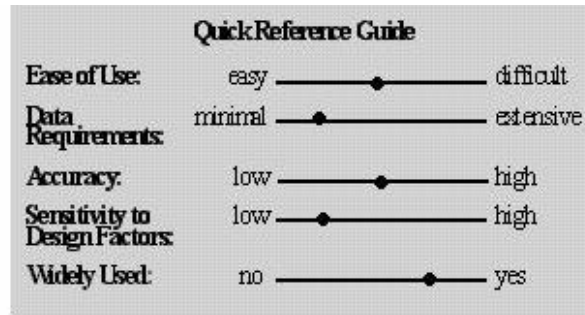 Quick Reference Guide
Ease of Use: easy difficult
Data
Requirements: minimal extensive
Accuracy: low high
Sensitivity to
Design Factors: low high
Widely Used: no yes